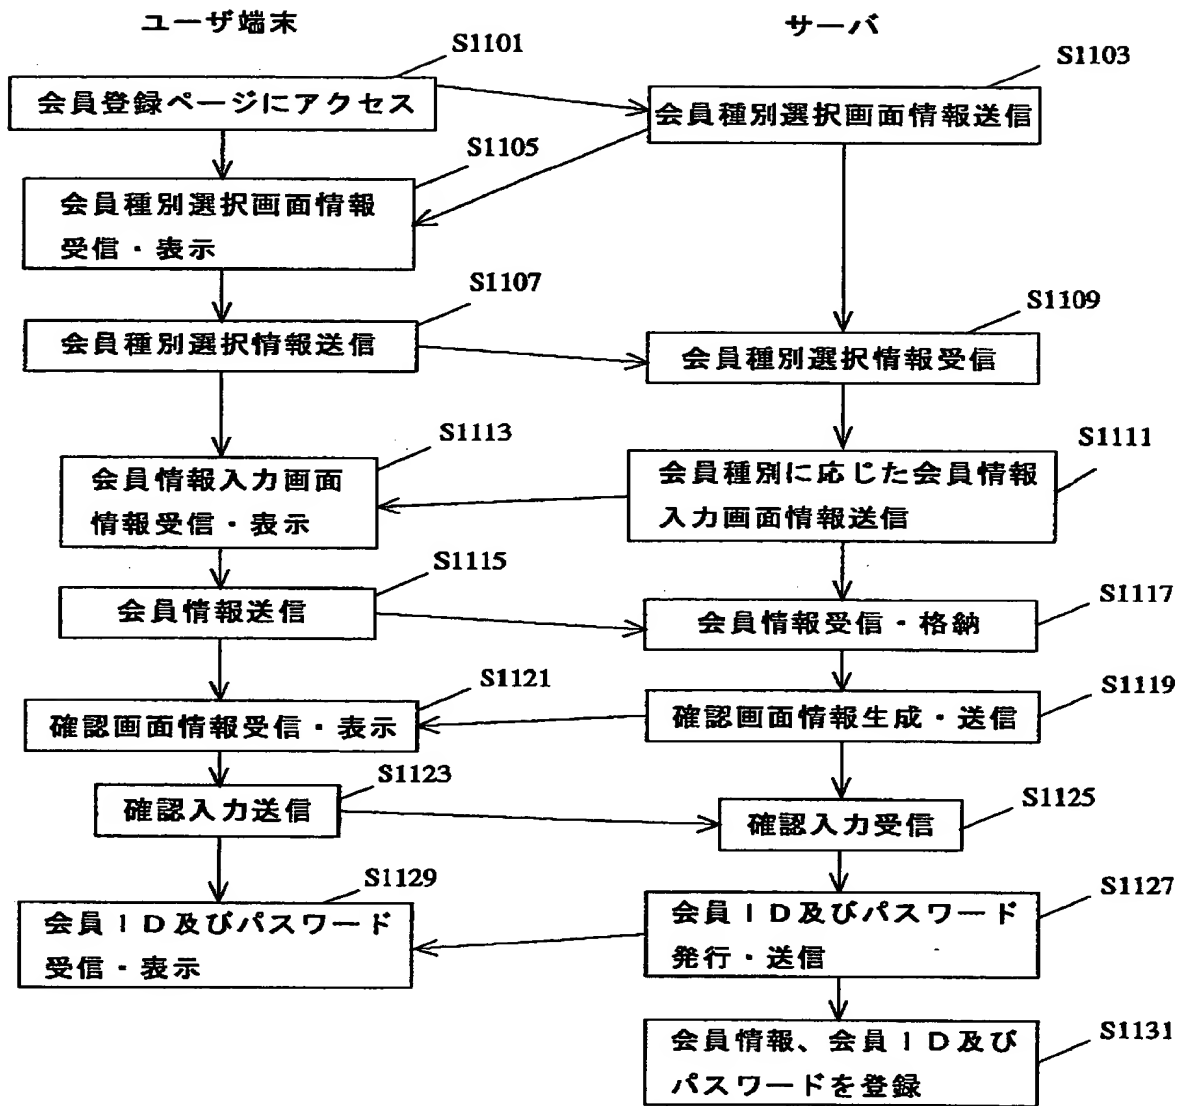 ユーザ端末
サーバ
S1101
会員登録ページにアクセス
S1103
会員種別選択画面情報送信
S1105
会員種別選択画面情報
受信・表示
S1107
会員種別選択情報送信
S1109
会員種別選択情報受信
S1111
会員種別に応じた会員情報
入力画面情報送信
S1113
会員情報入力画面
情報受信・表示
S1115
会員情報送信
S1117
会員情報受信・格納
S1119
確認画面情報生成・送信
S1121
確認画面情報受信・表示
S1123
確認入力送信
S1125
確認入力受信
S1127
会員ID及びパスワード
発行・送信
S1129
会員ID及びパスワード
受信・表示
S1131
会員情報、会員ID及び
パスワードを登録